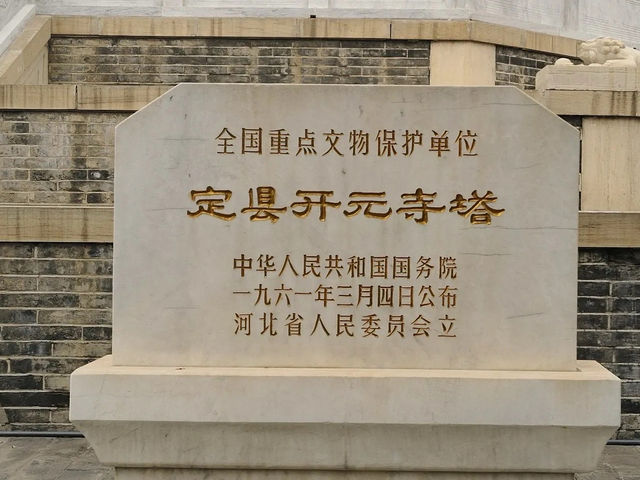 全国重点文物保护单位
定县开元寺塔
中华人民共和国国务院
一九六一年三月四日公布
河北省人民委员会立